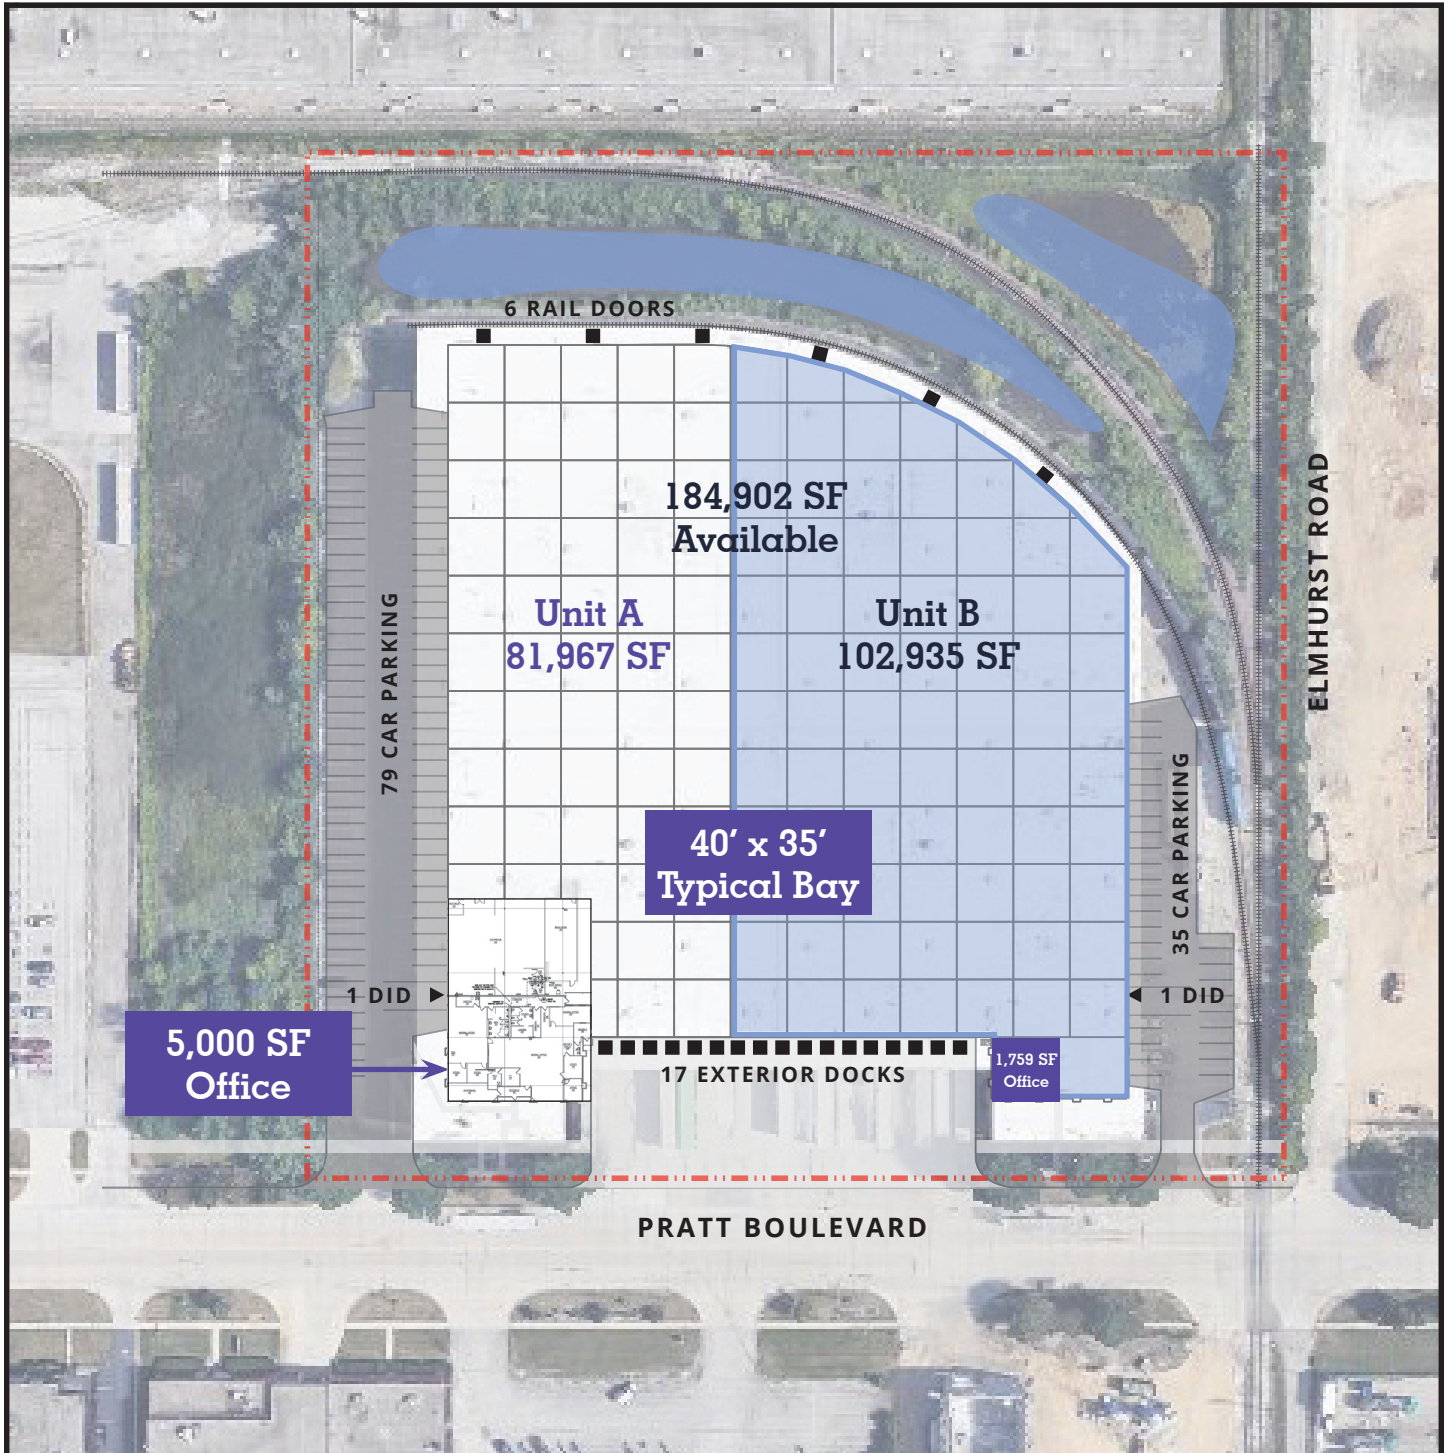 6 RAIL DOORS
184,902 SF
Available
Unit A
81,967 SF
Unit B
102,935 SF
ELMHURST ROAD
79 CAR PARKING
35 CAR PARKING
40′ x 35′
Typical Bay
1 DID
1 DID
5,000 SF
Office
17 EXTERIOR DOCKS
1,759 SF
Office
PRATT BOULEVARD